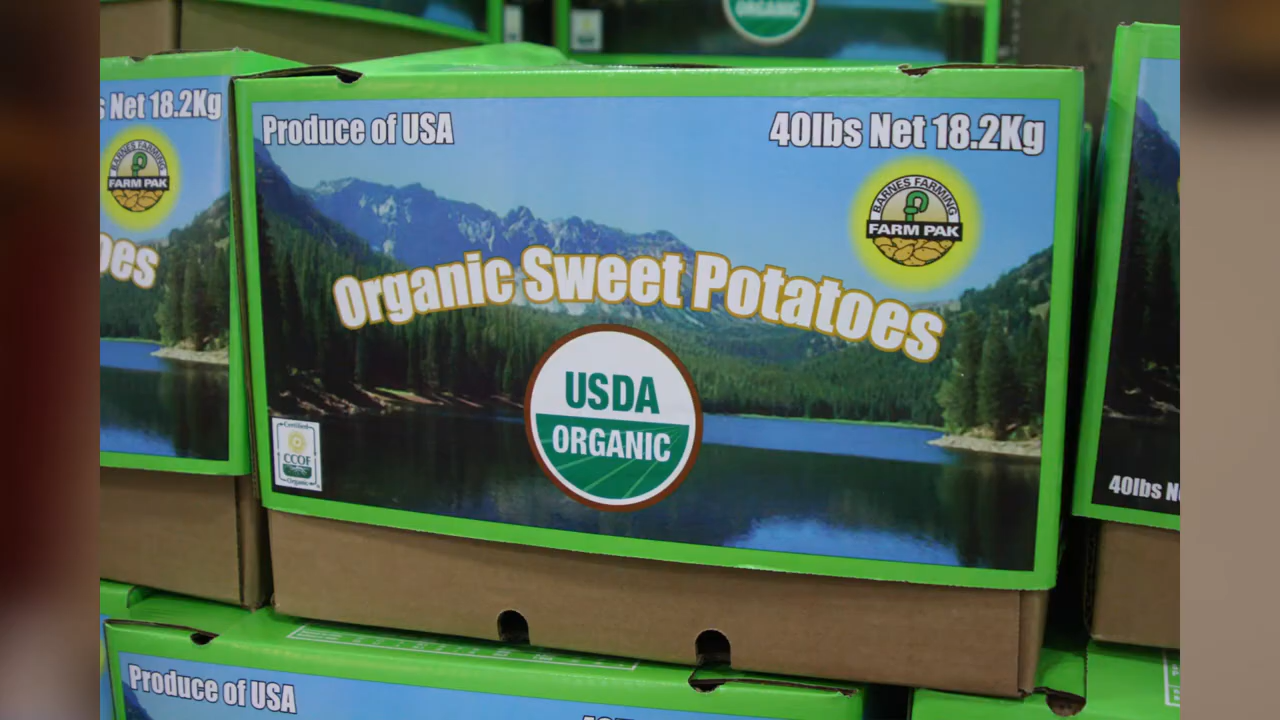 ORGANIC
s Net 18.2Kg
BARNES FARMING
FARM PAK
oes
Produce of USA
40lbs Net 18.2Kg
BARNES FARMING
FARM PAK
Organic Sweet Potatoes
USDA
ORGANIC
Certified
CCOF
Organic
40lbs N
Produce of USA